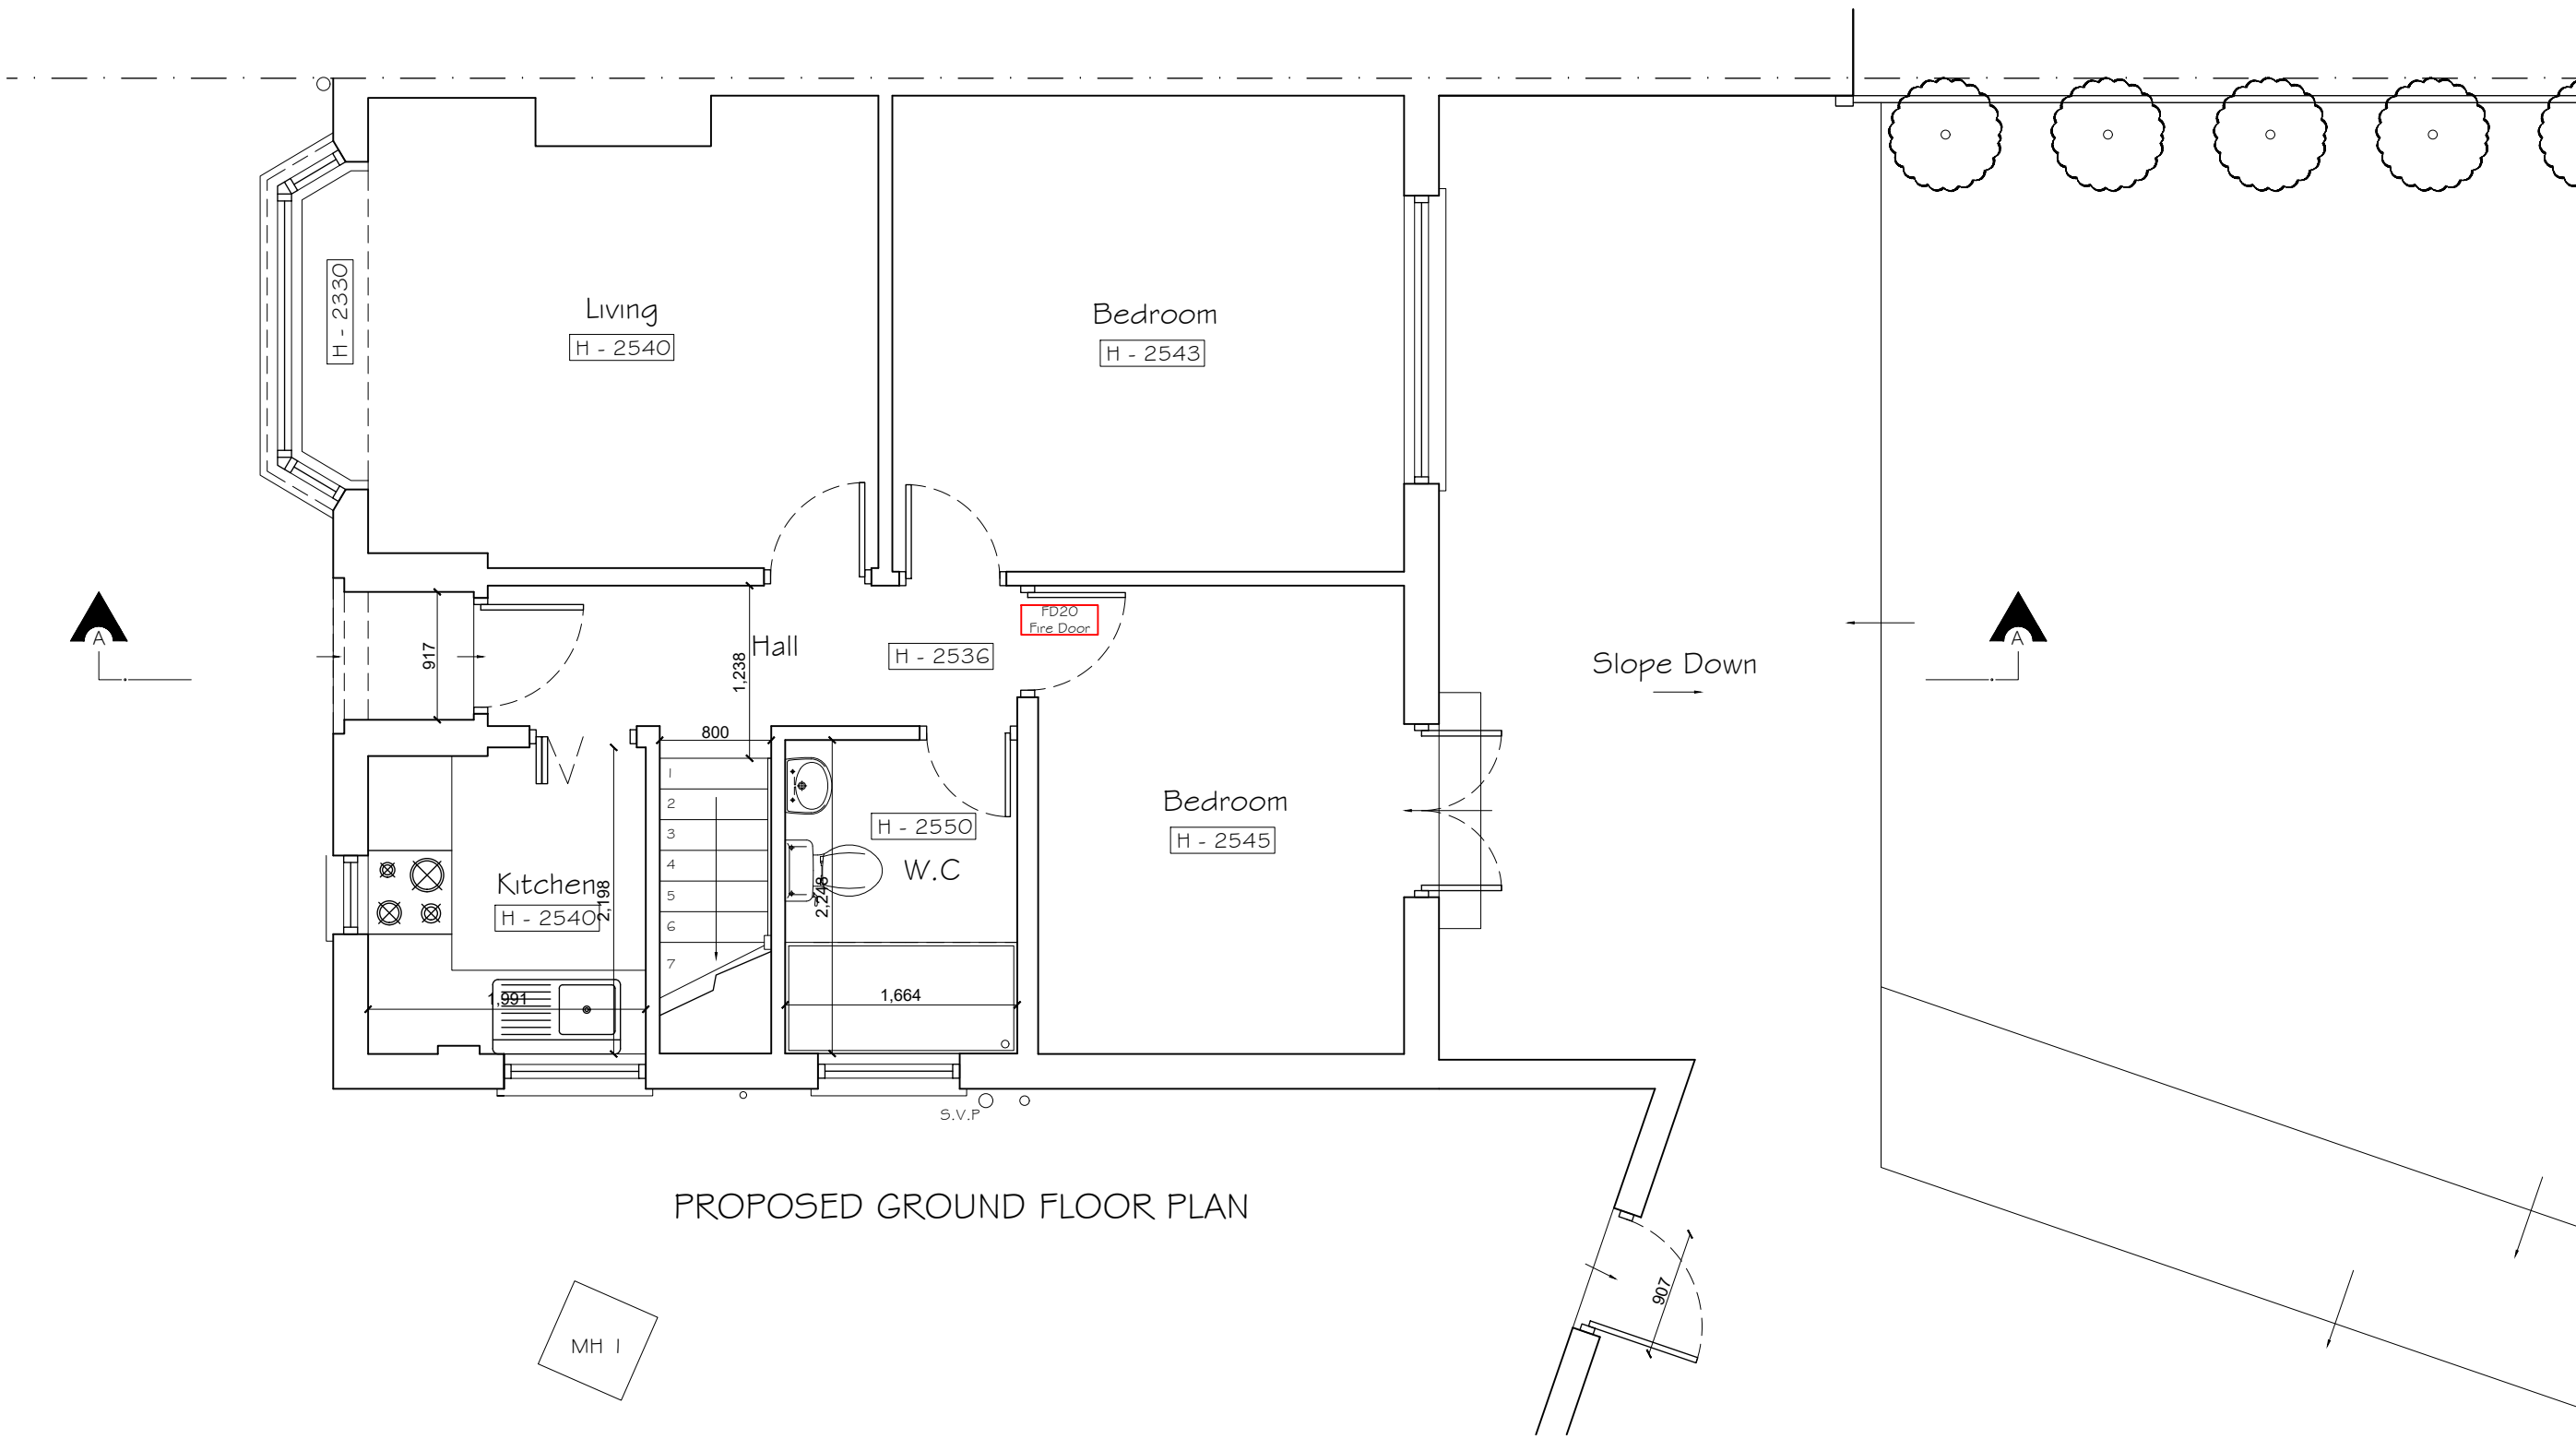 H - 2330
Living
H - 2540
Bedroom
H - 2543
FD20
Fire Door
A
917
1,238
Hall
H - 2536
Slope Down
A
800
1
2
3
4
5
6
7
H - 2550
W.C
2,248
1,664
Bedroom
H - 2545
Kitchen
H - 2540
2,198
1,991
S.V.P
PROPOSED GROUND FLOOR PLAN
907
MH 1